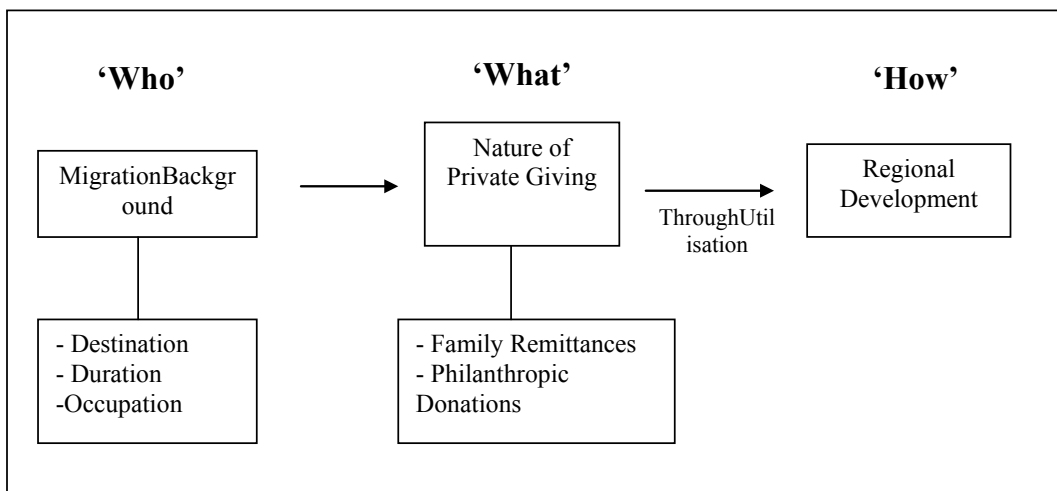 ‘Who’
‘What’
‘How’
MigrationBackgr
ound
Nature of
Private Giving
ThroughUtil
isation
Regional
Development
- Destination
- Duration
-Occupation
- Family Remittances
- Philanthropic
Donations